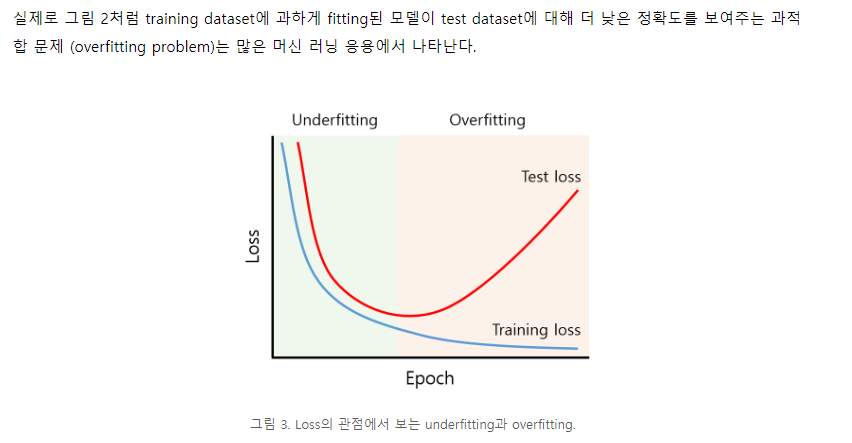 실제로 그림 2처럼 training dataset에 과하게 fitting된 모델이 test dataset에 대해 더 낮은 정확도를 보여주는 과적
합 문제 (overfitting problem)는 많은 머신 러닝 응용에서 나타난다.
Underfitting
Overfitting
Test loss
Loss
Training loss
Epoch
그림 3. Loss의 관점에서 보는 underfitting과 overfitting.